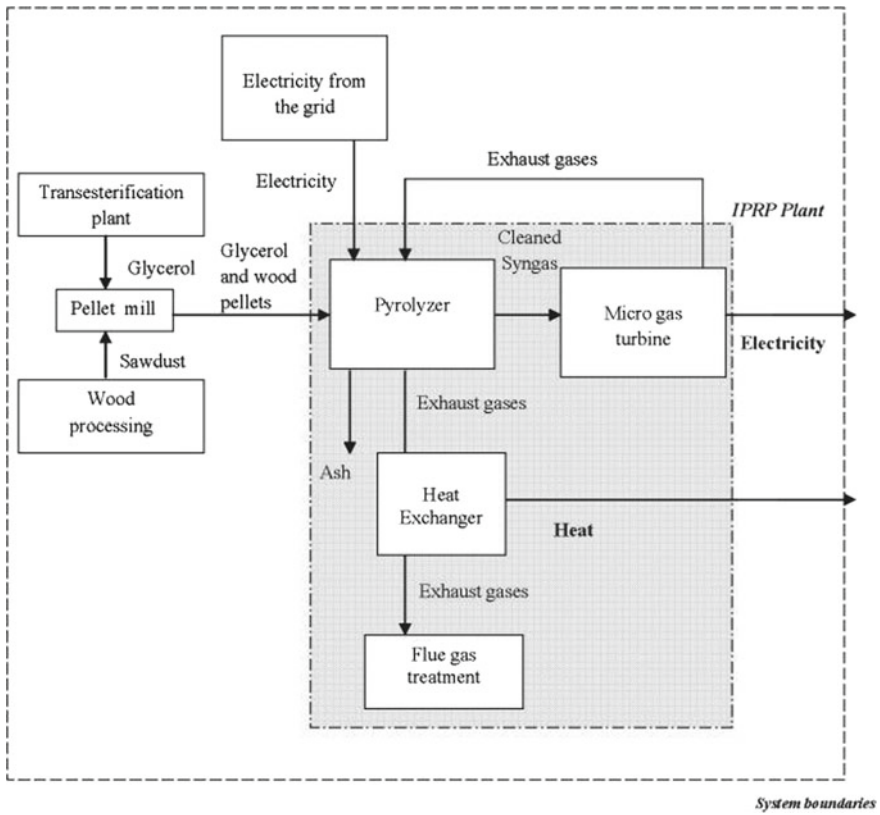 Electricity from
the grid
Exhaust gases
Transesterification
plant
Electricity
IPRP Plant
Glycerol
Glycerol
and wood
pellets
Cleaned
Syngas
Pellet mill
Pyrolyzer
Micro gas
turbine
Electricity
Sawdust
Wood
processing
Exhaust gases
Ash
Heat
Exchanger
Heat
Exhaust gases
Flue gas
treatment
System boundaries